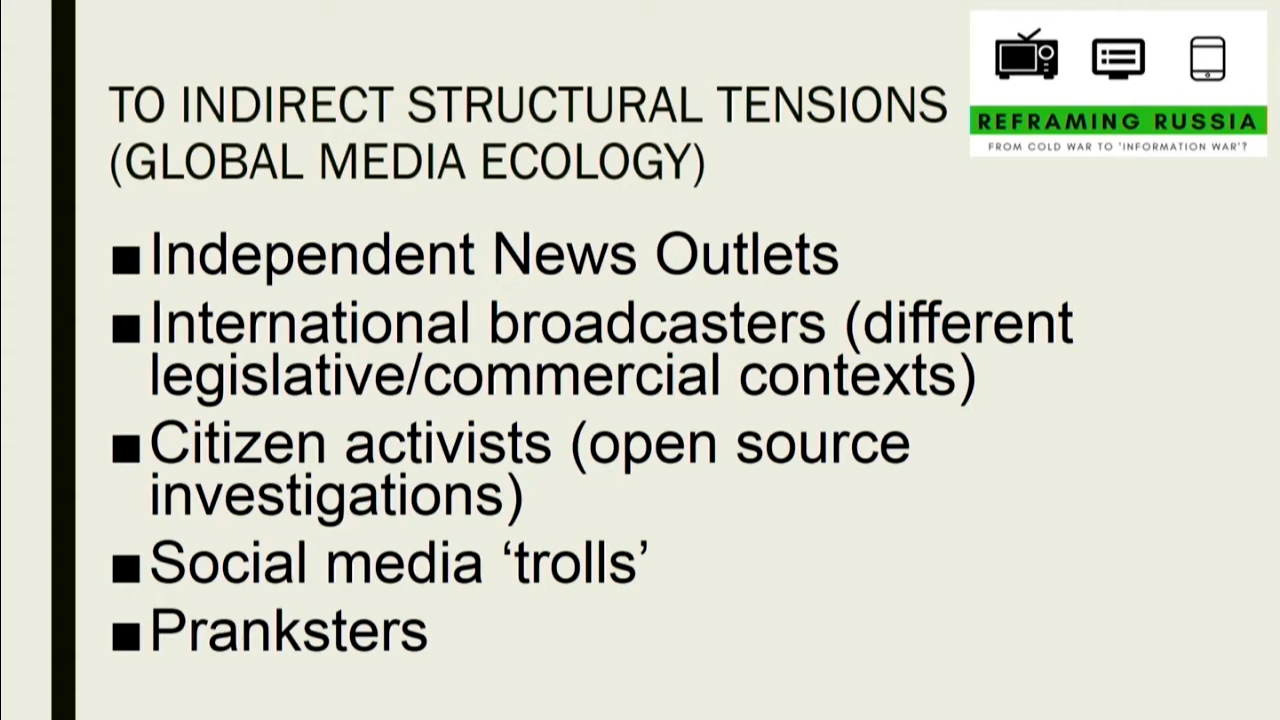 TO INDIRECT STRUCTURAL TENSIONS
(GLOBAL MEDIA ECOLOGY)
REFRAMING RUSSIA
FROM COLD WAR TO 'INFORMATION WAR'?
■Independent News Outlets
■International broadcasters (different
legislative/commercial contexts)
■Citizen activists (open source
investigations)
■Social media ‘trolls’
■Pranksters